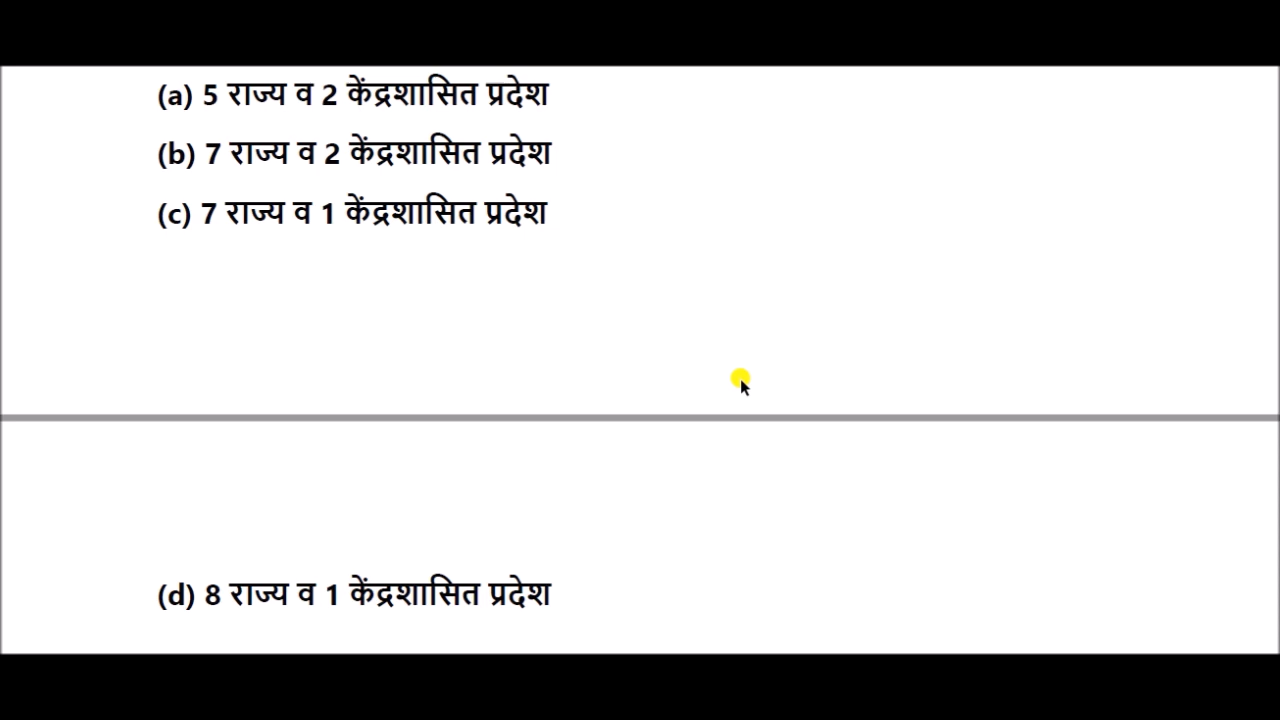 (a) 5 राज्य व 2 केंद्रशासित प्रदेश
(b) 7 राज्य व 2 केंद्रशासित प्रदेश
(c) 7 राज्य व 1 केंद्रशासित प्रदेश
(d) 8 राज्य व 1 केंद्रशासित प्रदेश